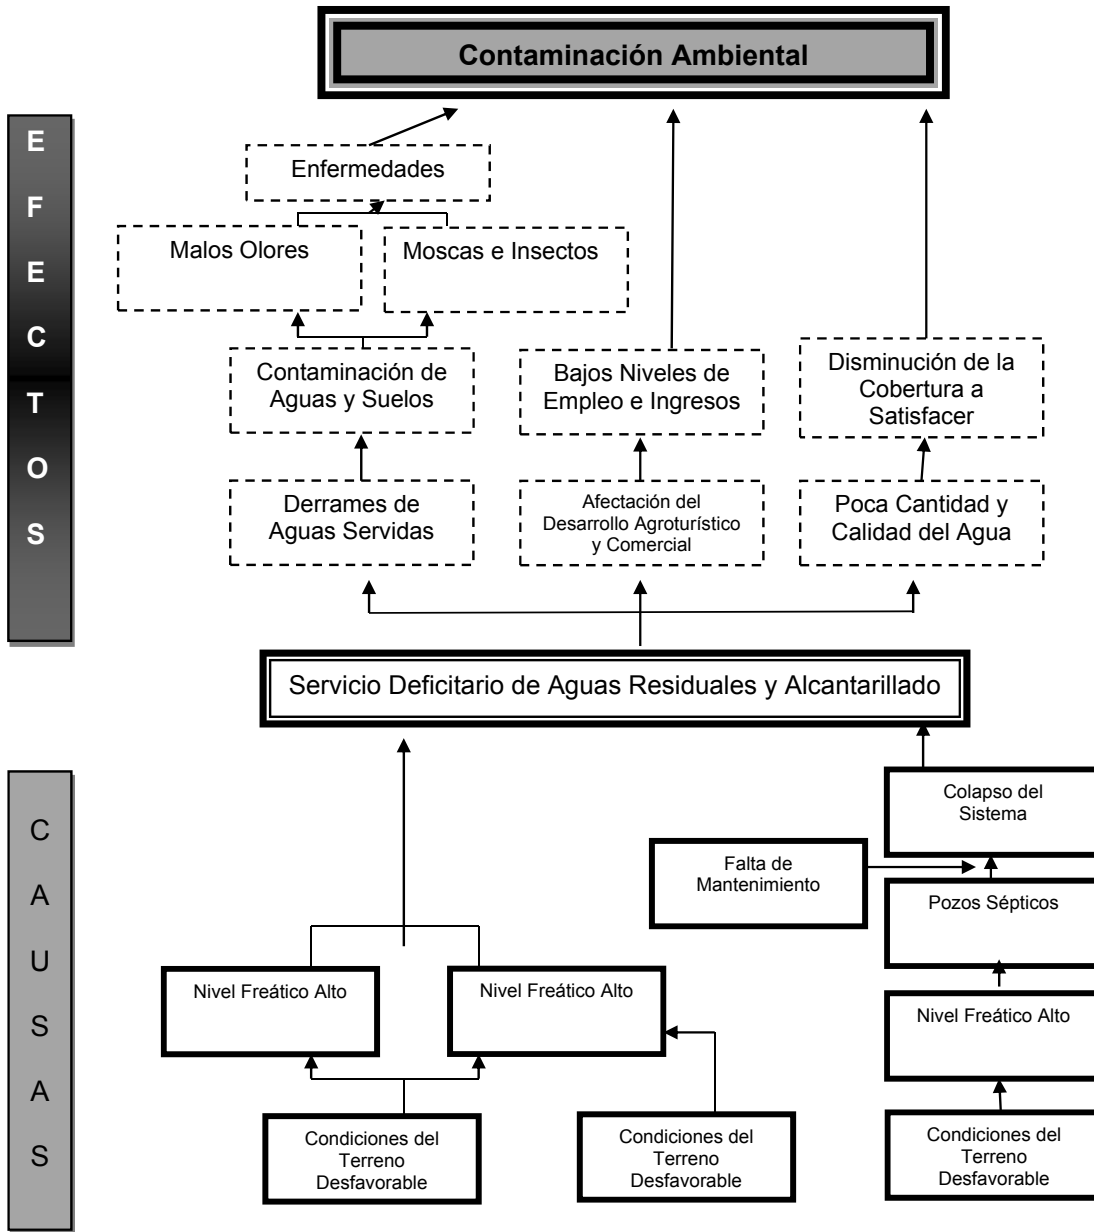 Contaminación Ambiental
E
F
E
C
T
O
S
Enfermedades
Malos Olores
Moscas e Insectos
Contaminación de
Aguas y Suelos
Bajos Niveles de
Empleo e Ingresos
Disminución de la
Cobertura a
Satisfacer
Derrames de
Aguas Servidas
Afectación del
Desarrollo Agroturístico
y Comercial
Poca Cantidad y
Calidad del Agua
Servicio Deficitario de Aguas Residuales y Alcantarillado
C
A
U
S
A
S
Colapso del
Sistema
Falta de
Mantenimiento
Pozos Sépticos
Nivel Freático Alto
Nivel Freático Alto
Nivel Freático Alto
Condiciones del
Terreno
Desfavorable
Condiciones del
Terreno
Desfavorable
Condiciones del
Terreno
Desfavorable